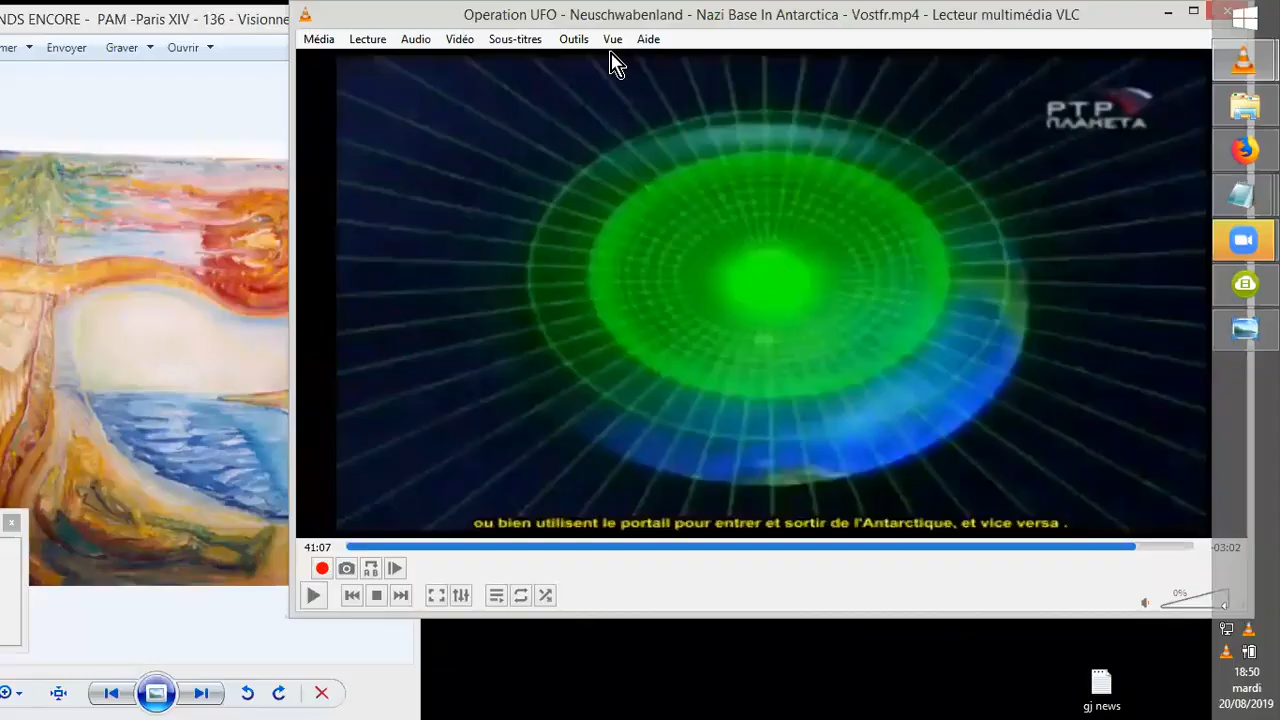 NDS ENCORE - PAM -Paris XIV - 136 - Visionne
mer Envoyer Graver Ouvrir
Operation UFO - Neuschwabenland - Nazi Base In Antarctica - Vostfr.mp4 - Lecteur multimédia VLC
Média Lecture Audio Vidéo Sous-titres Outils Vue Aide
РТР
ПЛАНЕТА
ou bien utilisent le portail pour entrer et sortir de l'Antarctique, et vice versa .
41:07
-03:02
A B
0%
gj news
18:50
mardi
20/08/2019